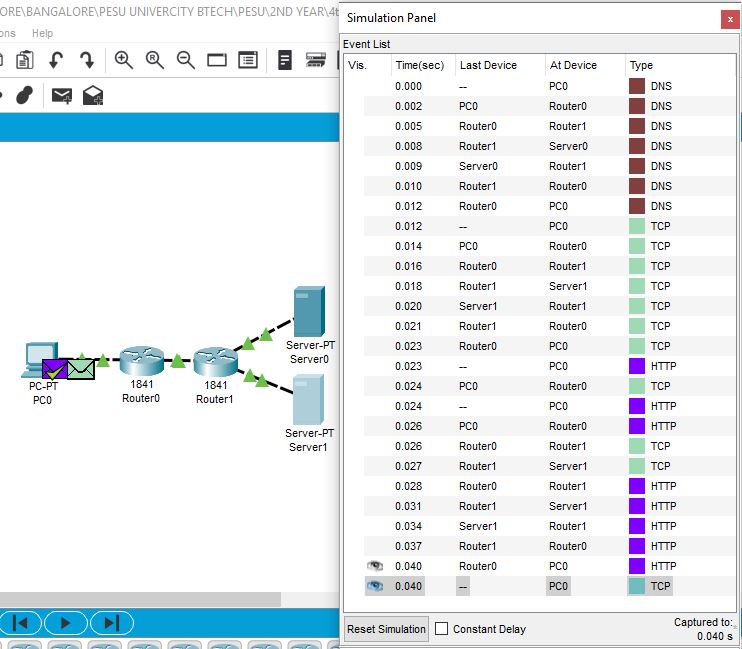 ORE\BANGALORE\PESU UNIVERCITY BTECH\PESU\2ND YEAR\4t
ons Help
PC-PT
PC0
1841
Router0
1841
Router1
Server-PT
Server0
Server-PT
Server1
Simulation Panel
x
Event List
Vis. Time(sec) Last Device At Device Type
0.000 -- PC0 DNS
0.002 PC0 Router0 DNS
0.005 Router0 Router1 DNS
0.008 Router1 Server0 DNS
0.009 Server0 Router1 DNS
0.010 Router1 Router0 DNS
0.012 Router0 PC0 DNS
0.012 -- PC0 TCP
0.014 PC0 Router0 TCP
0.016 Router0 Router1 TCP
0.018 Router1 Server1 TCP
0.020 Server1 Router1 TCP
0.021 Router1 Router0 TCP
0.023 Router0 PC0 TCP
0.023 -- PC0 HTTP
0.024 PC0 Router0 TCP
0.024 -- PC0 HTTP
0.026 PC0 Router0 HTTP
0.026 Router0 Router1 TCP
0.027 Router1 Server1 TCP
0.028 Router0 Router1 HTTP
0.031 Router1 Server1 HTTP
0.034 Server1 Router1 HTTP
0.037 Router1 Router0 HTTP
0.040 Router0 PC0 HTTP
0.040 -- PC0 TCP
Reset Simulation Constant Delay
Captured to:
0.040 s